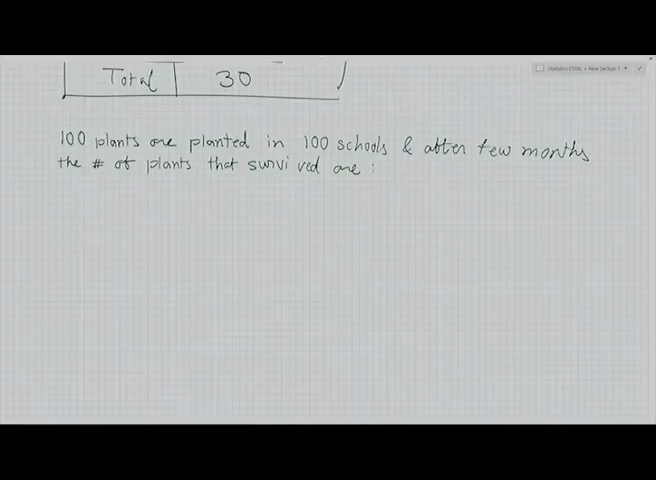 Total 30
100 plants are planted in 100 schools & after few months
the # of plants that survived are :